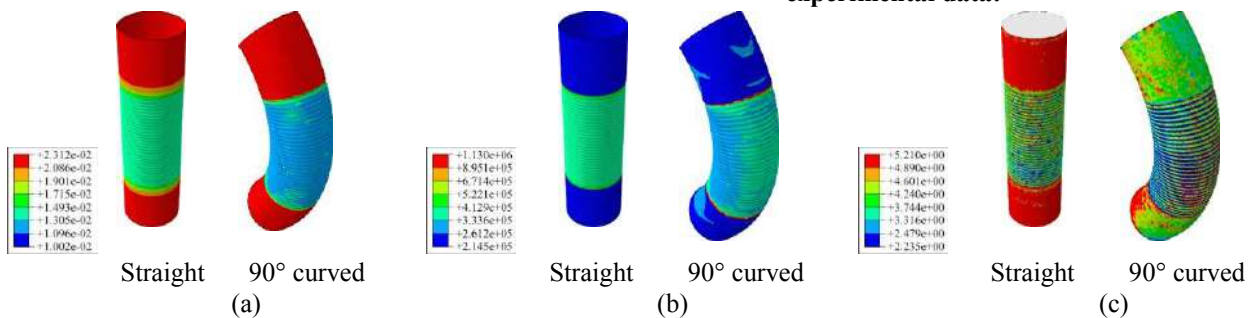 experimental data.
+2.312e-02
+2.086e-02
+1.901e-02
+1.715e-02
+1.493e-02
+1.305e-02
+1.096e-02
+1.002e-02
+1.130e+06
+8.951e+05
+6.714e+05
+5.221e+05
+4.129e+05
+3.336e+05
+2.612e+05
+2.145e+05
+5.210e+00
+4.890e+00
+4.601e+00
+4.240e+00
+3.744e+00
+3.316e+00
+2.479e+00
+2.235e+00
Straight 90° curved
Straight 90° curved
Straight 90° curved
(a)
(b)
(c)